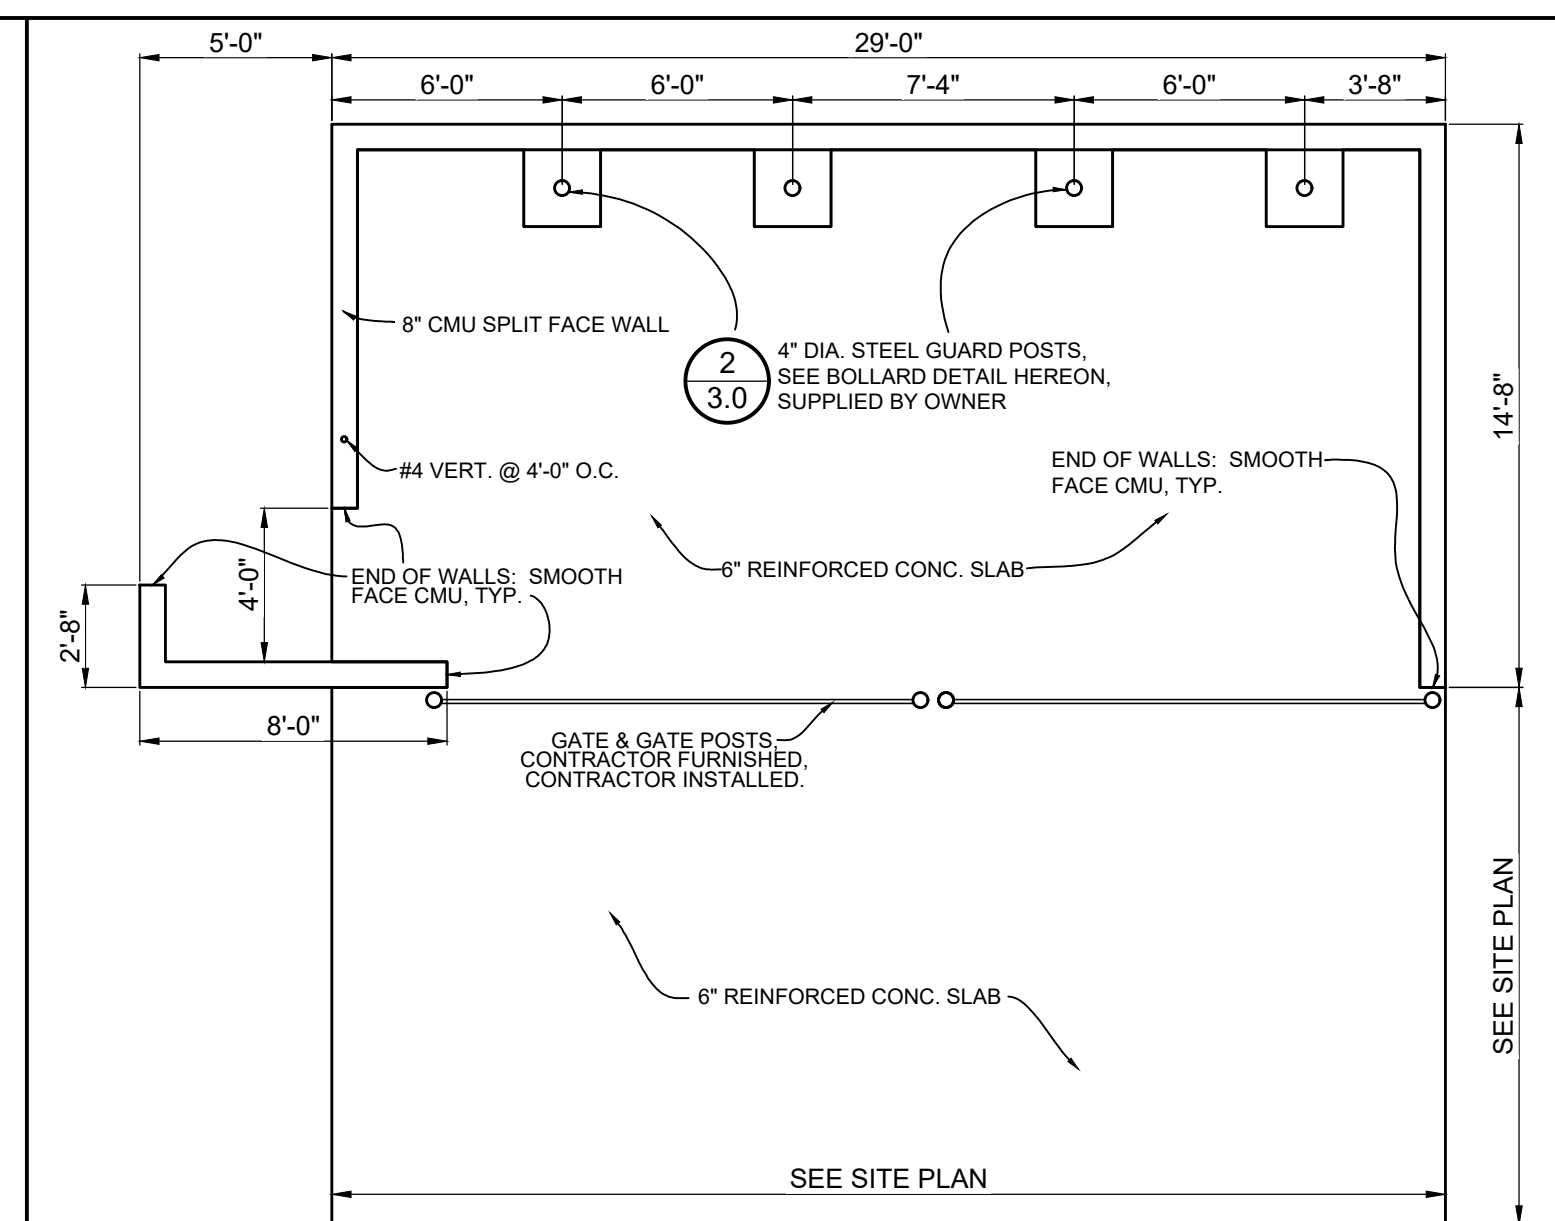 5'-0"
29'-0"
6'-0"
6'-0"
7'-4"
6'-0"
3'-8"
8" CMU SPLIT FACE WALL
2
3.0
4" DIA. STEEL GUARD POSTS,
SEE BOLLARD DETAIL HEREON,
SUPPLIED BY OWNER
14'-8"
#4 VERT. @ 4'-0" O.C.
END OF WALLS: SMOOTH
FACE CMU, TYP.
6" REINFORCED CONC. SLAB
4'-0"
END OF WALLS: SMOOTH
FACE CMU, TYP.
2'-8"
8'-0"
GATE & GATE POSTS,
CONTRACTOR FURNISHED,
CONTRACTOR INSTALLED.
SEE SITE PLAN
6" REINFORCED CONC. SLAB
SEE SITE PLAN